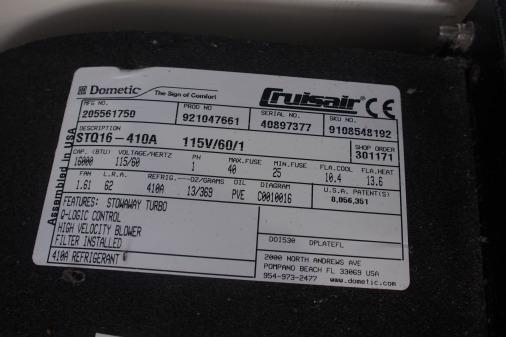 Dometic The Sign of Comfort Cruisair CE
MFG NO. PROD NO SERIAL NO. SKU NO.
205561750 921047661 40897377 9108548192
DESCRIPTION SHOP ORDER
STQ16-410A 115V/60/1 301171
CAP.(BTU) VOLTAGE/HERTZ PH MAX.FUSE MIN.FUSE FLA.COOL FLA.HEAT
16000 115/60 1 40 25 10.4 13.6
FAN L.R.A. REFRIG.---OZ/GRAMS OIL DIAGRAM U.S.A. PATENT(S)
1.61 62 410A 13/369 PVE C0010016 8,056,351
FEATURES: STOWAWAY TURBO
Q-LOGIC CONTROL
HIGH VELOCITY BLOWER
FILTER INSTALLED
410A REFRIGERANT
DOI530 DPLATEFL
2000 NORTH ANDREWS AVE
POMPANO BEACH FL 33069 USA
954-973-2477 www.dometic.com
Assembled in USA